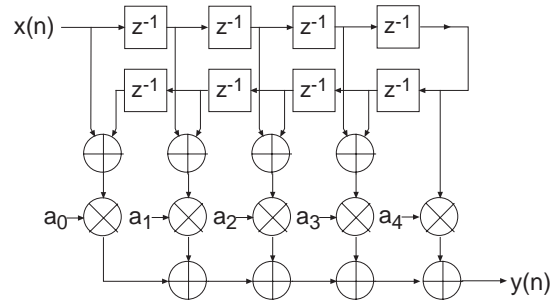 x(n) z⁻¹ z⁻¹ z⁻¹ z⁻¹
z⁻¹ z⁻¹ z⁻¹ z⁻¹
a₀ a₁ a₂ a₃ a₄
y(n)